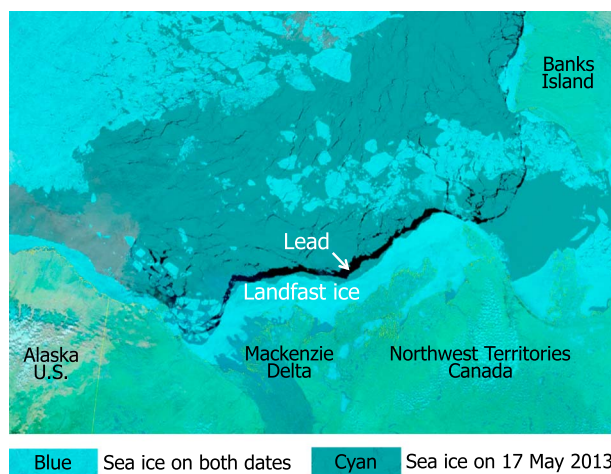 Banks
Island
Lead
Landfast ice
Alaska
U.S.
Mackenzie
Delta
Northwest Territories
Canada
Blue Sea ice on both dates Cyan Sea ice on 17 May 2013